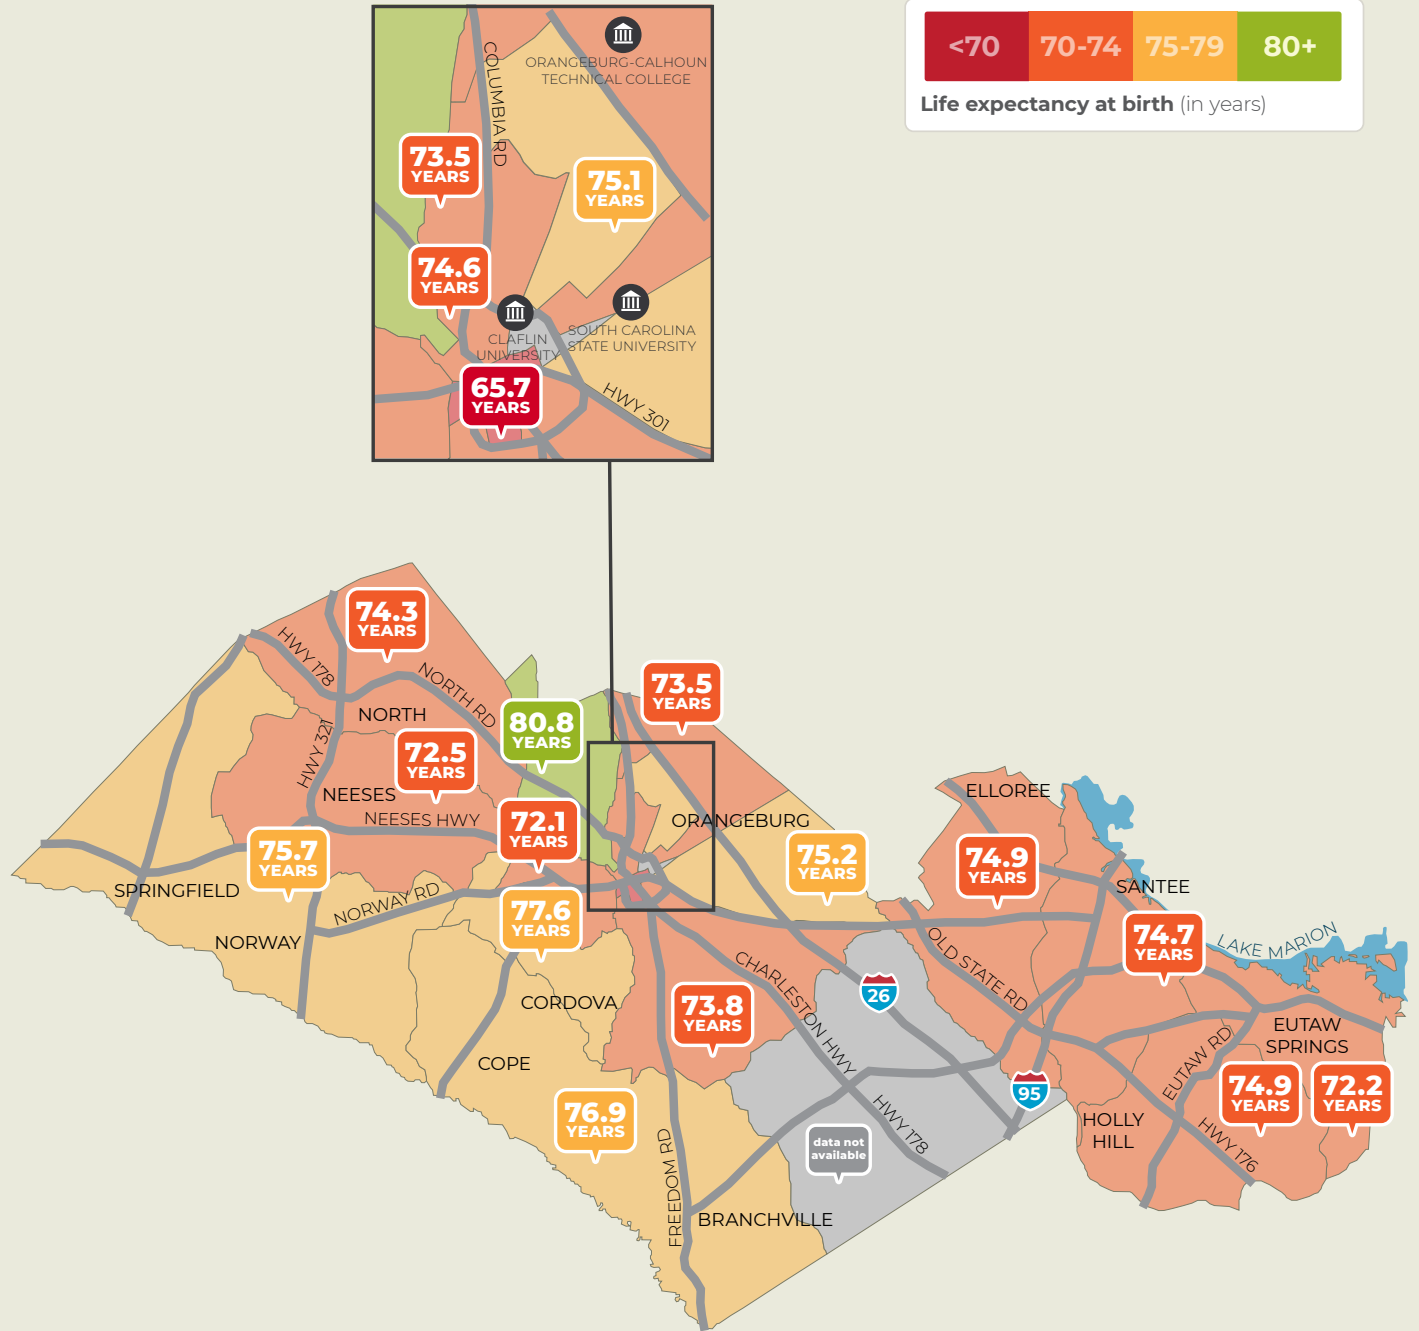 <70
70-74
75-79
80+
Life expectancy at birth (in years)
ORANGEBURG-CALHOUN
TECHNICAL COLLEGE
COLUMBIA RD
73.5
YEARS
75.1
YEARS
74.6
YEARS
CLAFLIN
UNIVERSITY
SOUTH CAROLINA
STATE UNIVERSITY
65.7
YEARS
HWY 301
74.3
YEARS
HWY 178
NORTH RD
NORTH
73.5
YEARS
80.8
YEARS
HWY 321
72.5
YEARS
NEESES
NEESES HWY
72.1
YEARS
ORANGEBURG
75.7
YEARS
75.2
YEARS
ELLOREE
74.9
YEARS
SANTEE
SPRINGFIELD
NORWAY RD
77.6
YEARS
NORWAY
74.7
YEARS
LAKE MARION
OLD STATE RD
CHARLESTON HWY
26
CORDOVA
73.8
YEARS
EUTAW
SPRINGS
COPE
EUTAW RD
95
74.9
YEARS
72.2
YEARS
76.9
YEARS
HWY 178
HOLLY
HILL
HWY 176
data not
available
FREEDOM RD
BRANCHVILLE